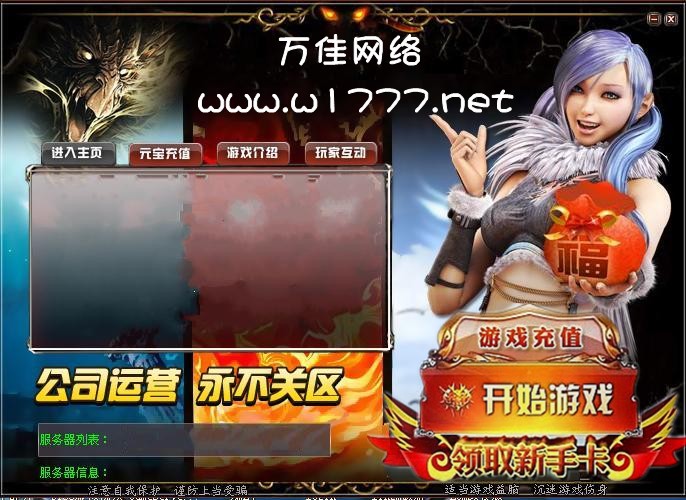 万佳网络
www.w1777.net
进入主页 元宝充值 游戏介绍 玩家互动
福
游戏充值
公司运营 永不关区
开始游戏
服务器列表：
领取新手卡
服务器信息：
注意自我保护 谨防上当受骗 适当游戏益脑 沉迷游戏伤身